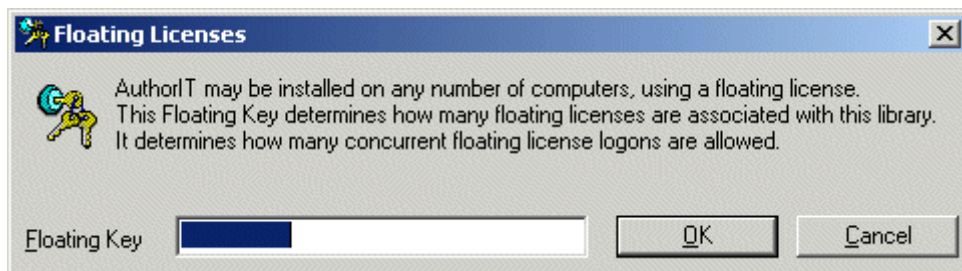 Floating Licenses
AuthorIT may be installed on any number of computers, using a floating license.
This Floating Key determines how many floating licenses are associated with this library.
It determines how many concurrent floating license logons are allowed.
Floating Key OK Cancel